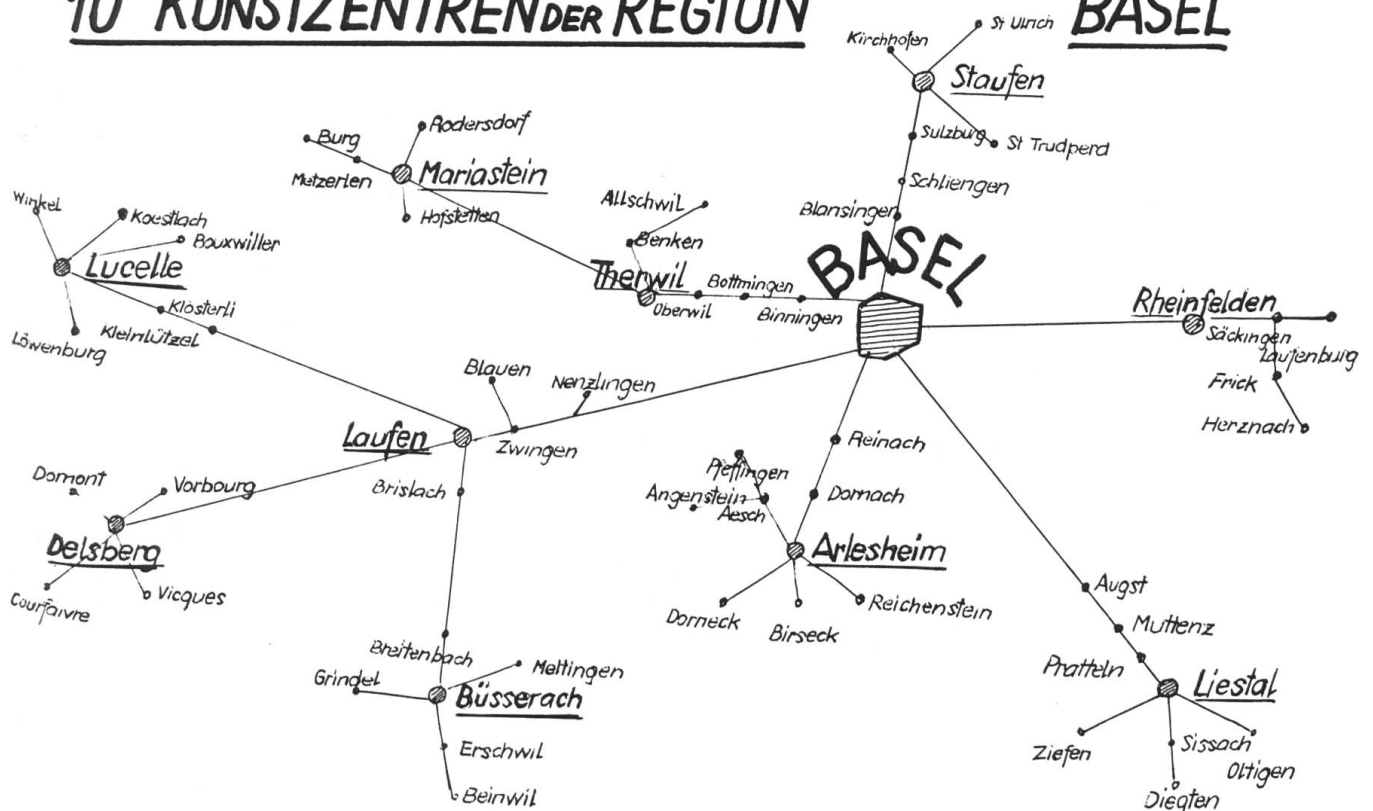 10 KUNSTZENTREN DER REGION BASEL
St Ulrich
Kirchhofen
Staufen
Sulzburg
St Trudperd
Schliengen
Blansingen
BASEL
Rodersdorf
Burg
Metzerlen
Mariastein
Hofstetten
Allschwil
Benken
Therwil
Oberwil
Bottmingen
Binningen
Winkel
Koestlach
Bouxwiller
Lucelle
Klösterli
Kleinlützel
Löwenburg
Rheinfelden
Säckingen
Laufenburg
Frick
Herznach
Blauen
Nenzlingen
Laufen
Zwingen
Brislach
Domont
Vorbourg
Delsberg
Courfaivre
Vicques
Reinach
Pfeffingen
Angenstein
Aesch
Dornach
Arlesheim
Dorneck
Birseck
Reichenstein
Breitenbach
Meltingen
Grindel
Büsserach
Erschwil
Beinwil
Augst
Muttenz
Pratteln
Liestal
Ziefen
Sissach
Oltigen
Diegten